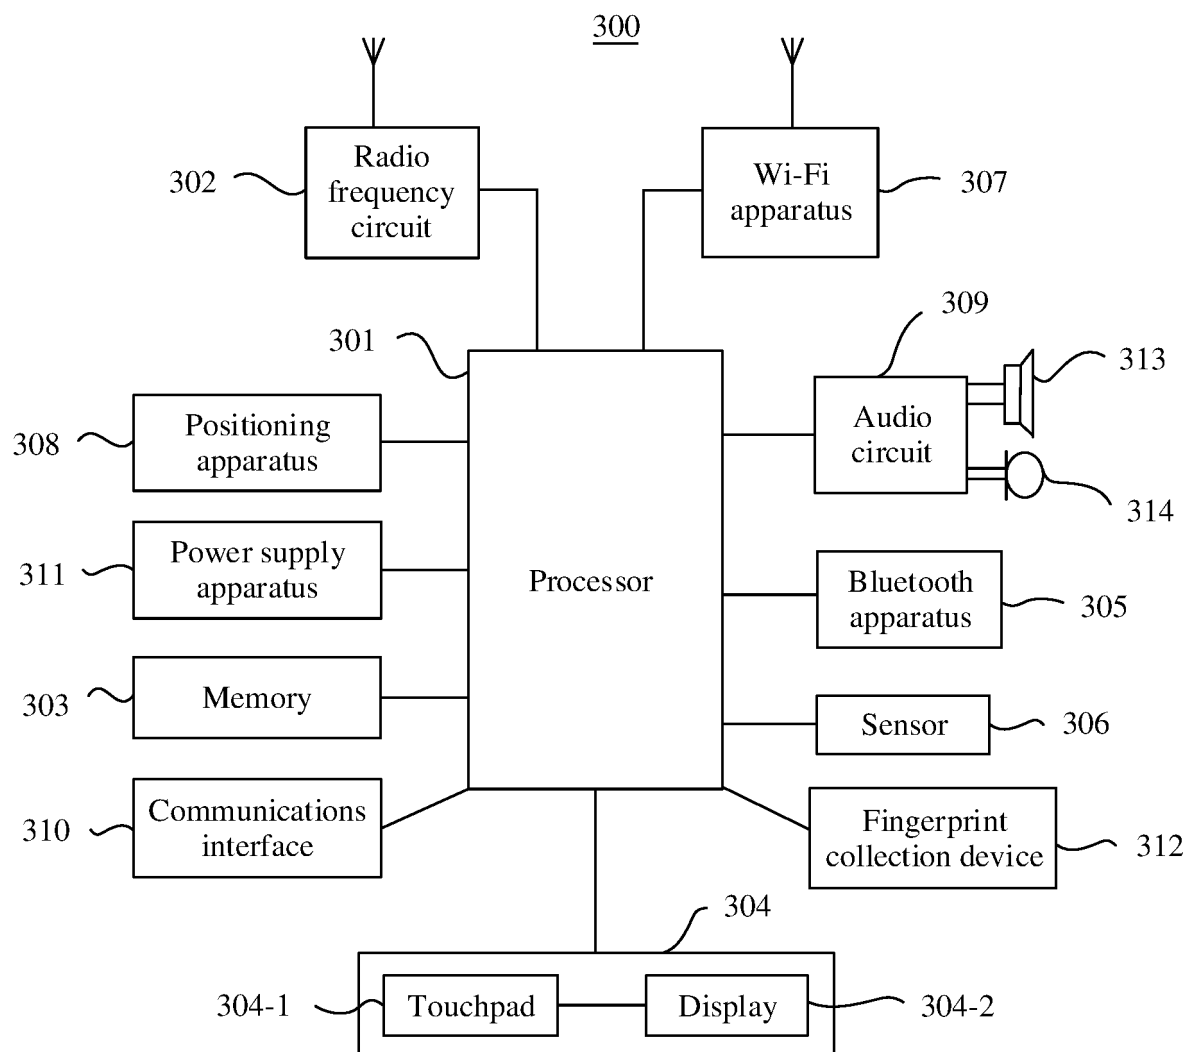 300
302
Radio
frequency
circuit
Wi-Fi
apparatus
307
301
309
313
308
Positioning
apparatus
Audio
circuit
314
311
Power supply
apparatus
Processor
Bluetooth
apparatus
305
303
Memory
Sensor
306
310
Communications
interface
Fingerprint
collection device
312
304
304-1
Touchpad
Display
304-2